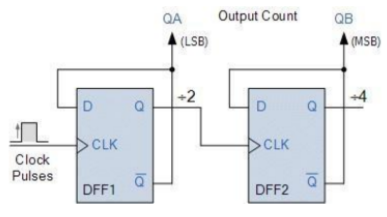 QA Output Count QB
(LSB) (MSB)
D Q ÷2 D Q ÷4
CLK CLK
Clock
Pulses
Q Q
DFF1 DFF2